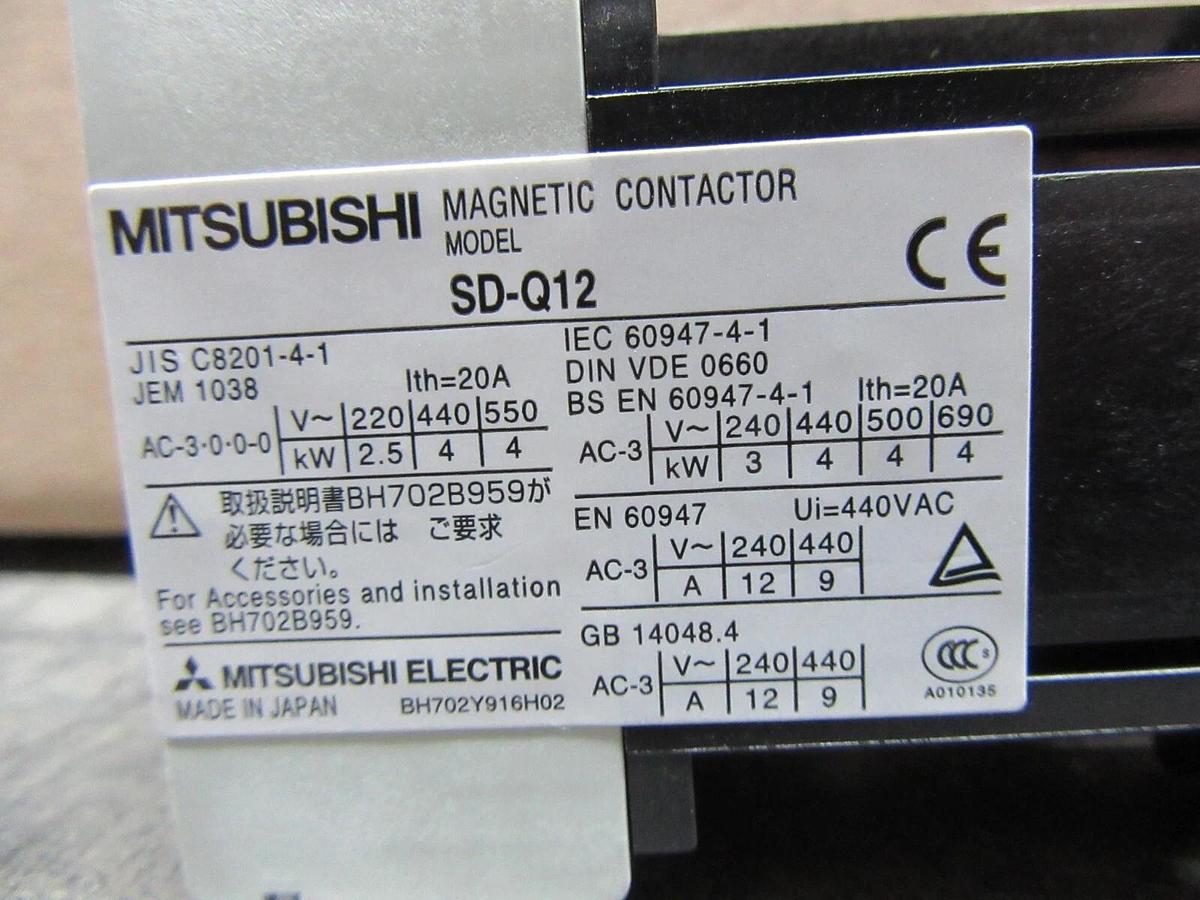 MITSUBISHI MAGNETIC CONTACTOR
MODEL
SD-Q12
CE
JIS C8201-4-1
JEM 1038 Ith=20A
AC-3·0·0-0 V~ 220 440 550
kW 2.5 4 4
取扱説明書BH702B959が
必要な場合には ご要求
ください。
For Accessories and installation
see BH702B959.
MITSUBISHI ELECTRIC
MADE IN JAPAN BH702Y916H02
IEC 60947-4-1
DIN VDE 0660
BS EN 60947-4-1 Ith=20A
AC-3 V~ 240 440 500 690
kW 3 4 4 4
EN 60947 Ui=440VAC
AC-3 V~ 240 440
A 12 9
GB 14048.4
AC-3 V~ 240 440
A 12 9
CCC S
A010135